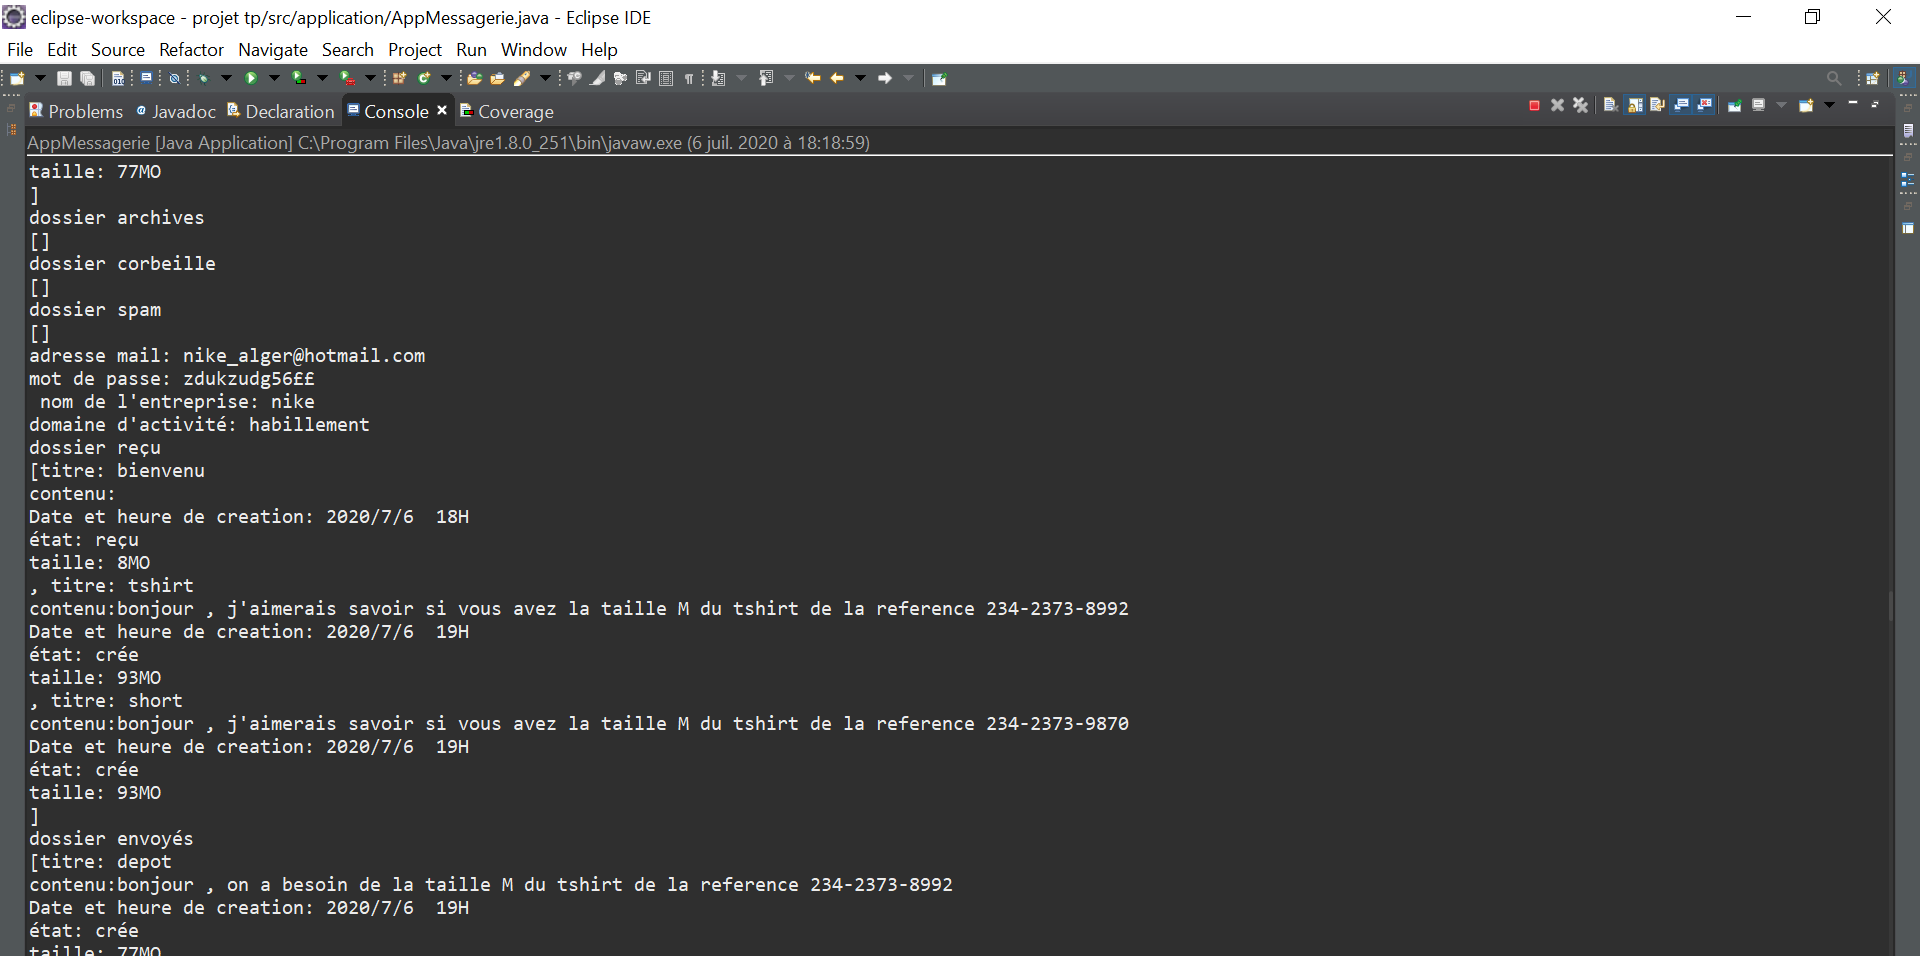 eclipse-workspace - projet tp/src/application/AppMessagerie.java - Eclipse IDE
File Edit Source Refactor Navigate Search Project Run Window Help
Problems Javadoc Declaration Console Coverage
AppMessagerie [Java Application] C:\Program Files\Java\jre1.8.0_251\bin\javaw.exe (6 juil. 2020 à 18:18:59)
taille: 77MO
]
dossier archives
[]
dossier corbeille
[]
dossier spam
[]
adresse mail: nike_alger@hotmail.com
mot de passe: zdukzudg56££
nom de l'entreprise: nike
domaine d'activité: habillement
dossier reçu
[titre: bienvenu
contenu:
Date et heure de creation: 2020/7/6  18H
état: reçu
taille: 8MO
, titre: tshirt
contenu:bonjour , j'aimerais savoir si vous avez la taille M du tshirt de la reference 234-2373-8992
Date et heure de creation: 2020/7/6  19H
état: crée
taille: 93MO
, titre: short
contenu:bonjour , j'aimerais savoir si vous avez la taille M du tshirt de la reference 234-2373-9870
Date et heure de creation: 2020/7/6  19H
état: crée
taille: 93MO
]
dossier envoyés
[titre: depot
contenu:bonjour , on a besoin de la taille M du tshirt de la reference 234-2373-8992
Date et heure de creation: 2020/7/6  19H
état: crée
taille: 77MO